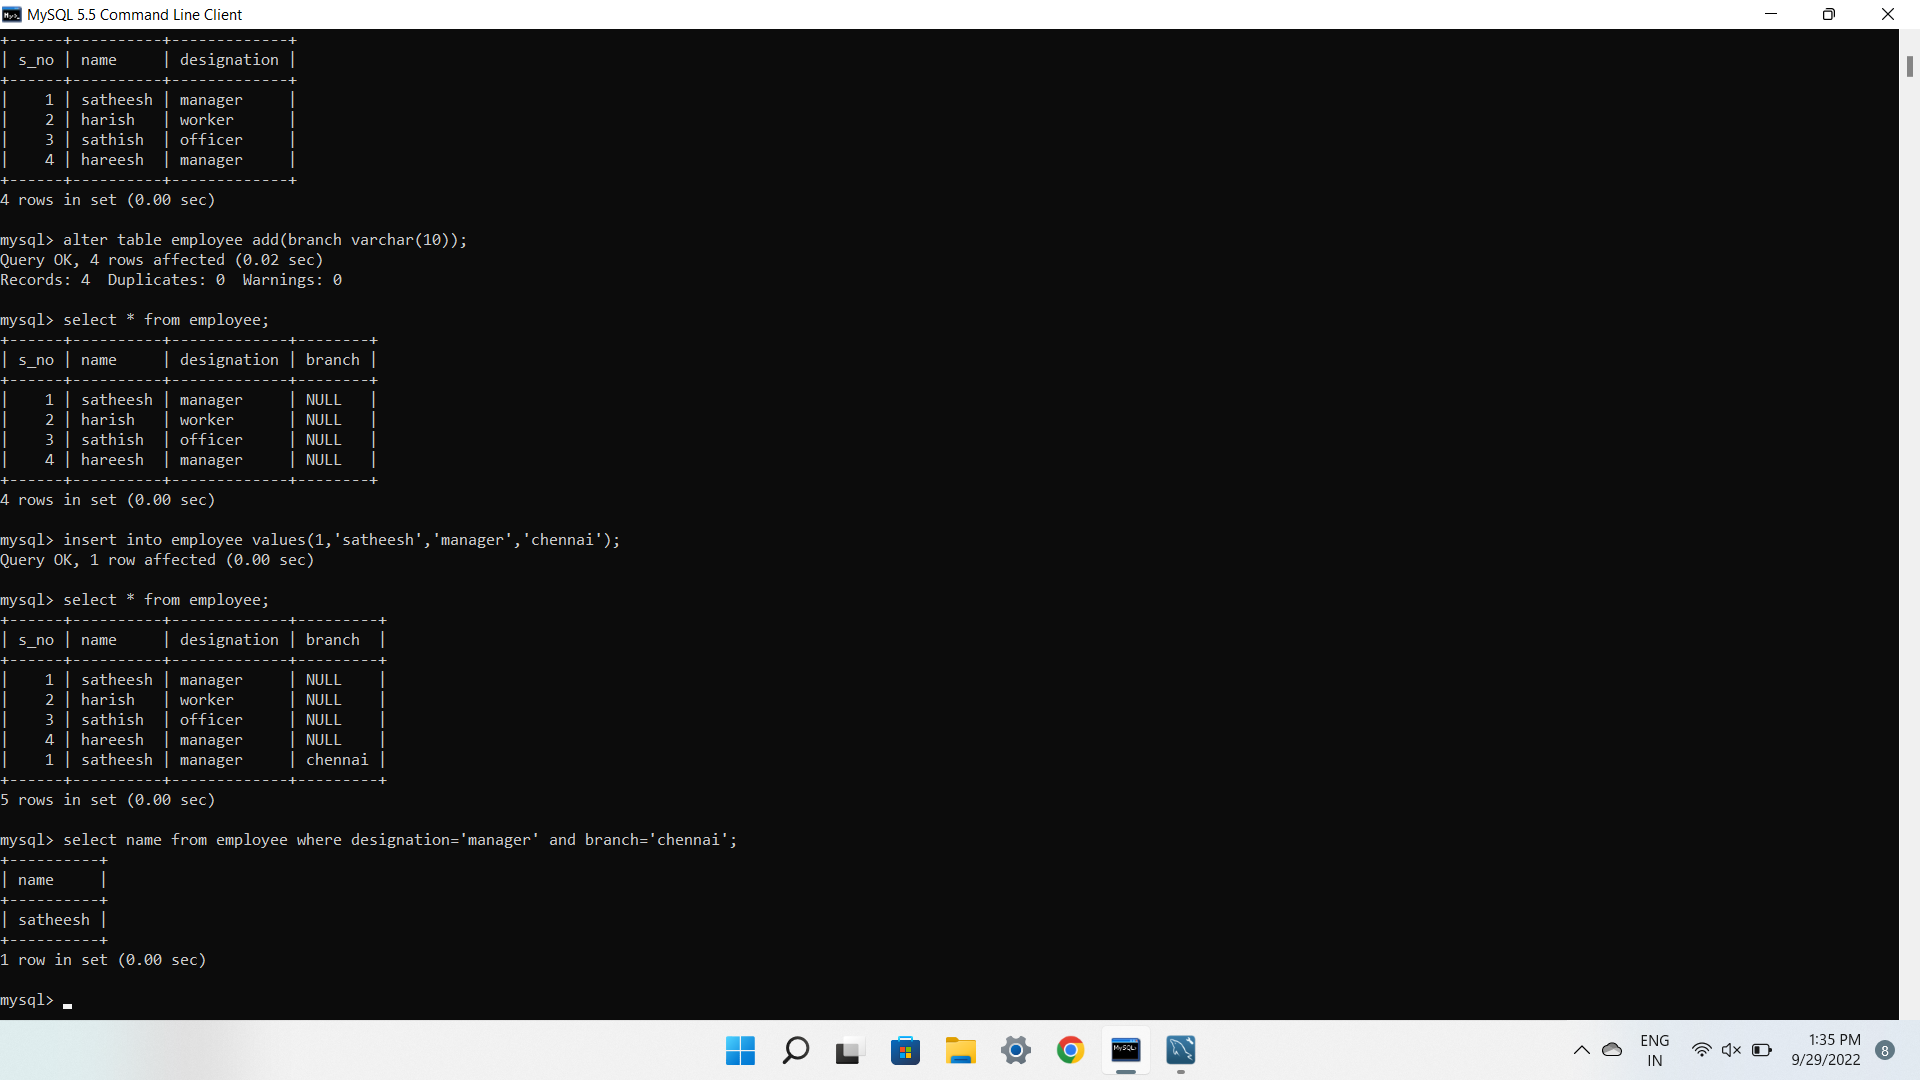 MySQL 5.5 Command Line Client
+------+----------+-------------+
| s_no | name     | designation |
+------+----------+-------------+
|    1 | satheesh | manager     |
|    2 | harish   | worker      |
|    3 | sathish  | officer     |
|    4 | hareesh  | manager     |
+------+----------+-------------+
4 rows in set (0.00 sec)
mysql> alter table employee add(branch varchar(10));
Query OK, 4 rows affected (0.02 sec)
Records: 4  Duplicates: 0  Warnings: 0
mysql> select * from employee;
+------+----------+-------------+--------+
| s_no | name     | designation | branch |
+------+----------+-------------+--------+
|    1 | satheesh | manager     | NULL   |
|    2 | harish   | worker      | NULL   |
|    3 | sathish  | officer     | NULL   |
|    4 | hareesh  | manager     | NULL   |
+------+----------+-------------+--------+
4 rows in set (0.00 sec)
mysql> insert into employee values(1,'satheesh','manager','chennai');
Query OK, 1 row affected (0.00 sec)
mysql> select * from employee;
+------+----------+-------------+---------+
| s_no | name     | designation | branch  |
+------+----------+-------------+---------+
|    1 | satheesh | manager     | NULL    |
|    2 | harish   | worker      | NULL    |
|    3 | sathish  | officer     | NULL    |
|    4 | hareesh  | manager     | NULL    |
|    1 | satheesh | manager     | chennai |
+------+----------+-------------+---------+
5 rows in set (0.00 sec)
mysql> select name from employee where designation='manager' and branch='chennai';
+----------+
| name     |
+----------+
| satheesh |
+----------+
1 row in set (0.00 sec)
mysql> _
MySQL
ENG
IN
1:35 PM
9/29/2022
8